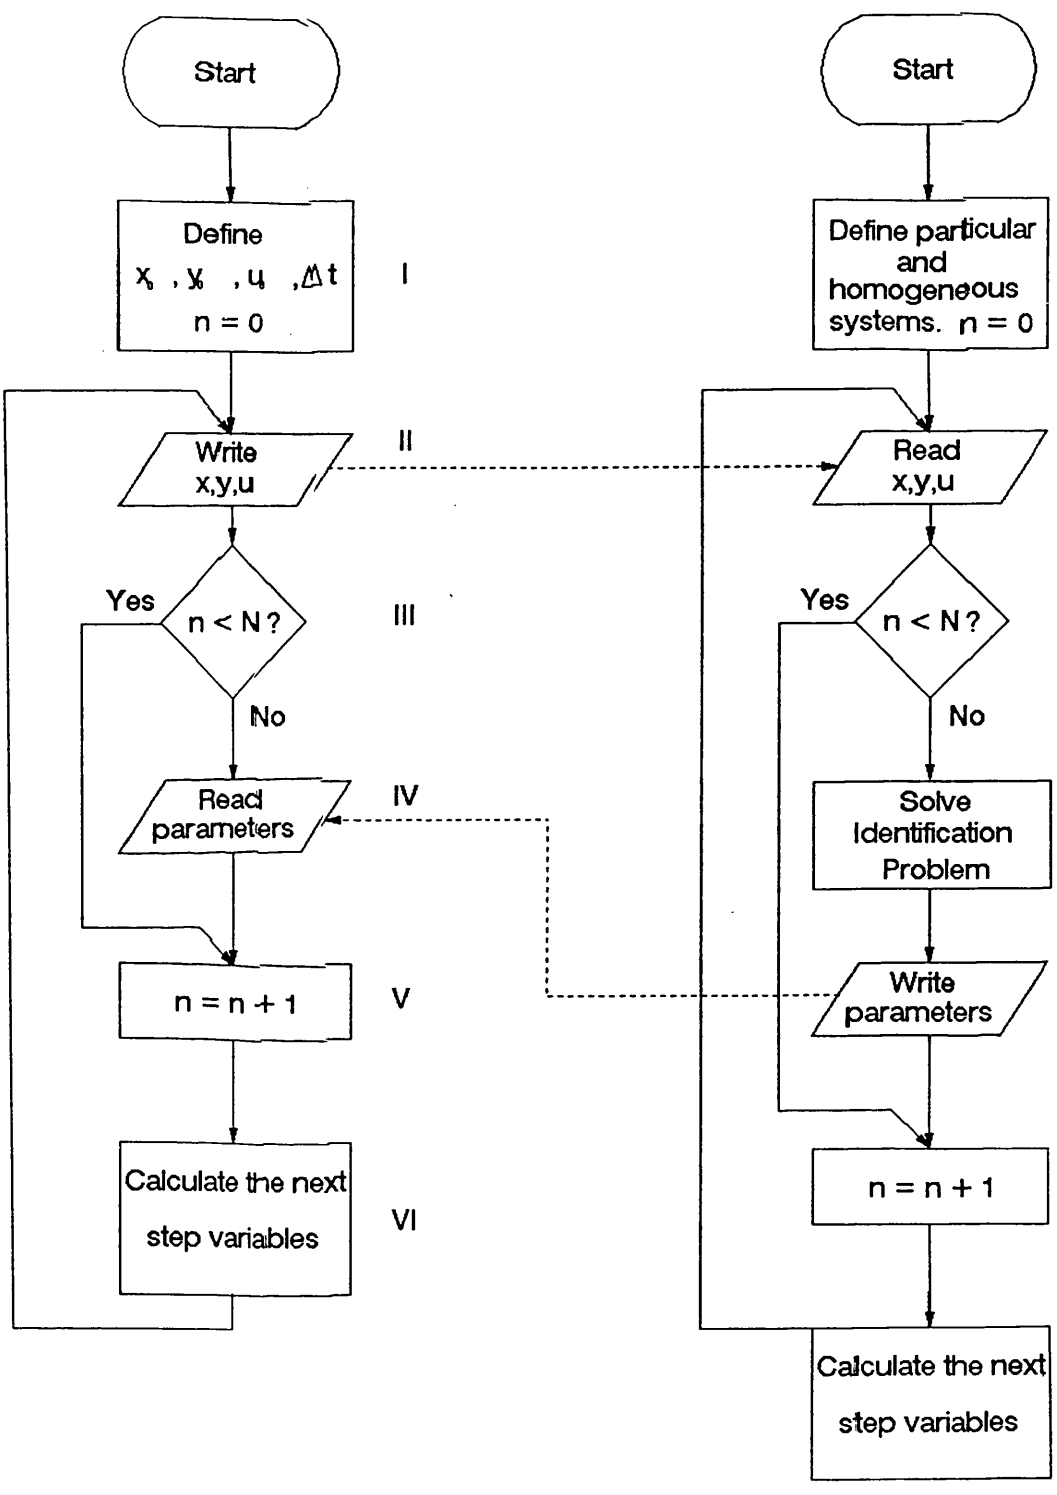 Start
Define
x₀ , y₀ , u₀ , Δt
n = 0
I
Write
x,y,u
II
n < N ?
Yes
No
III
Read
parameters
IV
n = n + 1
V
Calculate the next
step variables
VI
Start
Define particular
and
homogeneous
systems. n = 0
Read
x,y,u
n < N ?
Yes
No
Solve
Identification
Problem
Write
parameters
n = n + 1
Calculate the next
step variables